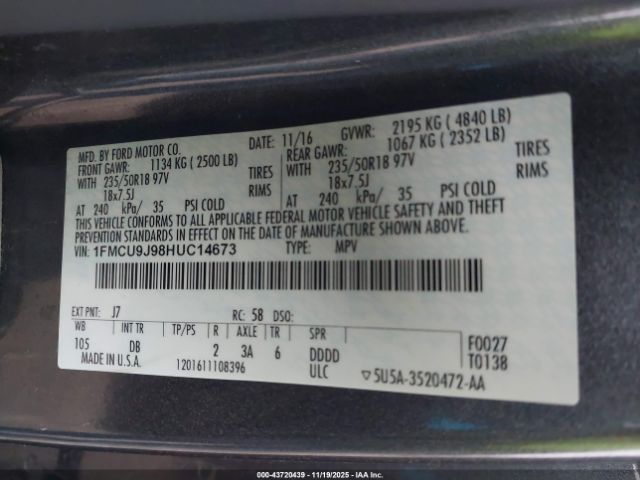 MFD. BY FORD MOTOR CO.
DATE: 11/16 GVWR: 2195 KG ( 4840 LB)
FRONT GAWR: 1134 KG ( 2500 LB)
REAR GAWR: 1067 KG ( 2352 LB)
WITH 235/50R18 97V TIRES
WITH 235/50R18 97V TIRES
18x7.5J RIMS
18x7.5J RIMS
AT 240 kPa/ 35 PSI COLD
AT 240 kPa/ 35 PSI COLD
THIS VEHICLE CONFORMS TO ALL APPLICABLE FEDERAL MOTOR VEHICLE SAFETY AND THEFT
PREVENTION STANDARDS IN EFFECT ON THE DATE OF MANUFACTURE SHOWN ABOVE.
VIN: 1FMCU9J98HUC14673 TYPE: MPV
EXT PNT: J7 RC: 58 DSO:
WB INT TR TP/PS R AXLE TR SPR
105 DB 2 3A 6 DDDD
F0027
T0138
MADE IN U.S.A. 1201611108396 ULC ▽5U5A-3520472-AA
000-43720439 - 11/19/2025 - IAA Inc.